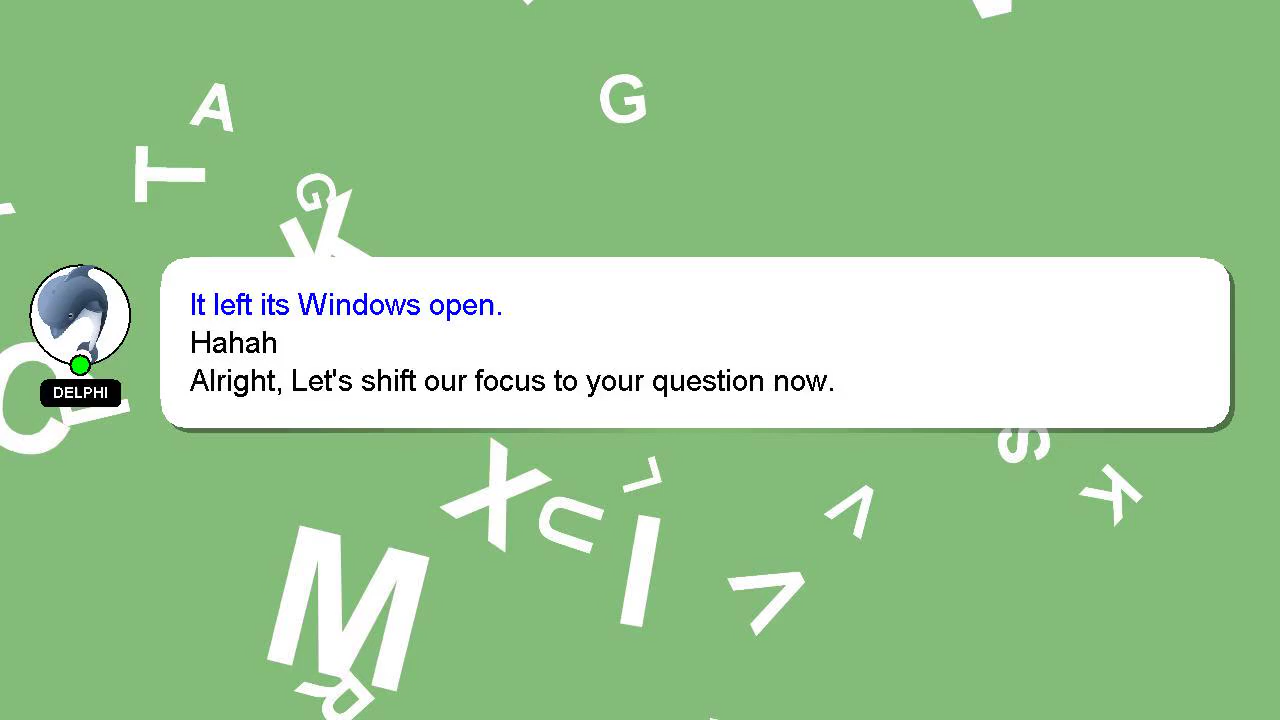 A
G
T
G
K
It left its Windows open.
Hahah
Alright, Let's shift our focus to your question now.
DELPHI
C
L
S
X
L
K
U
V
I
V
M
R